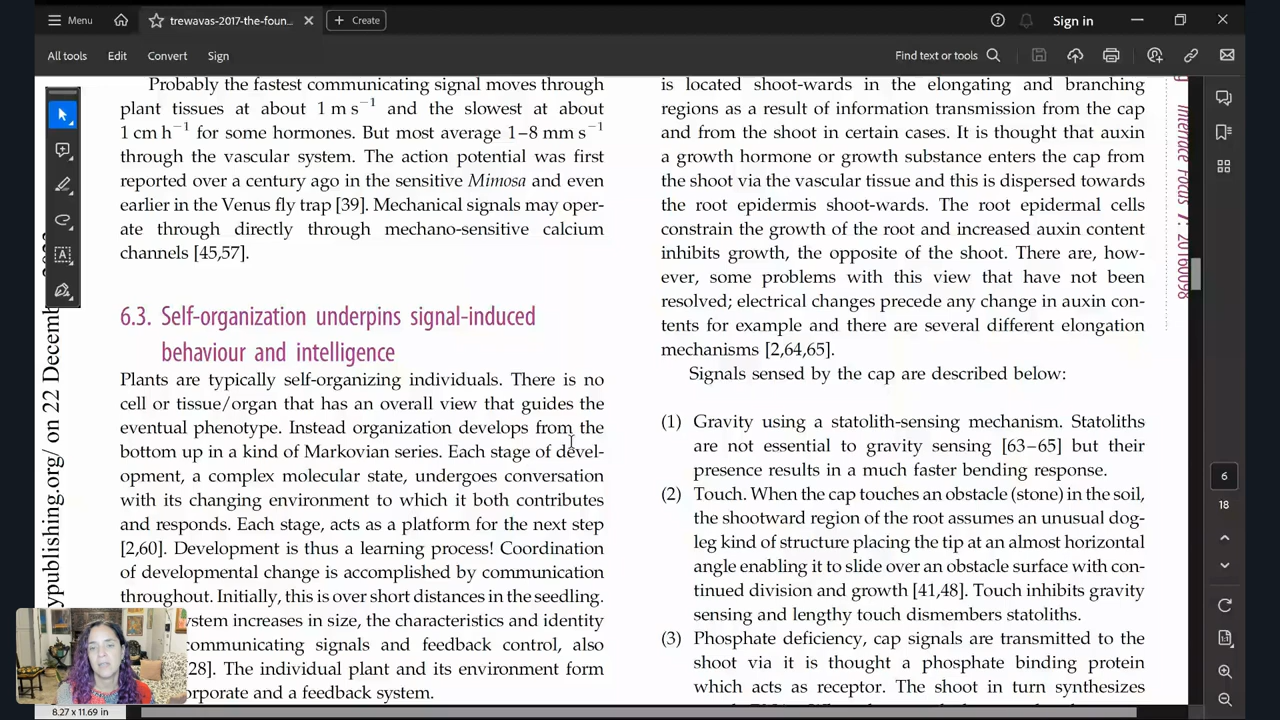 Menu
trewavas-2017-the-foun...
Create
Sign in
All tools
Edit
Convert
Sign
Find text or tools
Probably the fastest communicating signal moves through
plant tissues at about 1 m s⁻¹ and the slowest at about
1 cm h⁻¹ for some hormones. But most average 1–8 mm s⁻¹
through the vascular system. The action potential was first
reported over a century ago in the sensitive Mimosa and even
earlier in the Venus fly trap [39]. Mechanical signals may oper-
ate through directly through mechano-sensitive calcium
channels [45,57].
6.3. Self-organization underpins signal-induced
behaviour and intelligence
Plants are typically self-organizing individuals. There is no
cell or tissue/organ that has an overall view that guides the
eventual phenotype. Instead organization develops from the
bottom up in a kind of Markovian series. Each stage of devel-
opment, a complex molecular state, undergoes conversation
with its changing environment to which it both contributes
and responds. Each stage, acts as a platform for the next step
[2,60]. Development is thus a learning process! Coordination
of developmental change is accomplished by communication
throughout. Initially, this is over short distances in the seedling.
ystem increases in size, the characteristics and identity
communicating signals and feedback control, also
28]. The individual plant and its environment form
orporate and a feedback system.
is located shoot-wards in the elongating and branching
regions as a result of information transmission from the cap
and from the shoot in certain cases. It is thought that auxin
a growth hormone or growth substance enters the cap from
the shoot via the vascular tissue and this is dispersed towards
the root epidermis shoot-wards. The root epidermal cells
constrain the growth of the root and increased auxin content
inhibits growth, the opposite of the shoot. There are, how-
ever, some problems with this view that have not been
resolved; electrical changes precede any change in auxin con-
tents for example and there are several different elongation
mechanisms [2,64,65].
Signals sensed by the cap are described below:
(1) Gravity using a statolith-sensing mechanism. Statoliths
are not essential to gravity sensing [63–65] but their
presence results in a much faster bending response.
(2) Touch. When the cap touches an obstacle (stone) in the soil,
the shootward region of the root assumes an unusual dog-
leg kind of structure placing the tip at an almost horizontal
angle enabling it to slide over an obstacle surface with con-
tinued division and growth [41,48]. Touch inhibits gravity
sensing and lengthy touch dismembers statoliths.
(3) Phosphate deficiency, cap signals are transmitted to the
shoot via it is thought a phosphate binding protein
which acts as receptor. The shoot in turn synthesizes
ypublishing.org/ on 22 Decemb
Interface Focus 7: 20160098
6
18
8.27 x 11.69 in